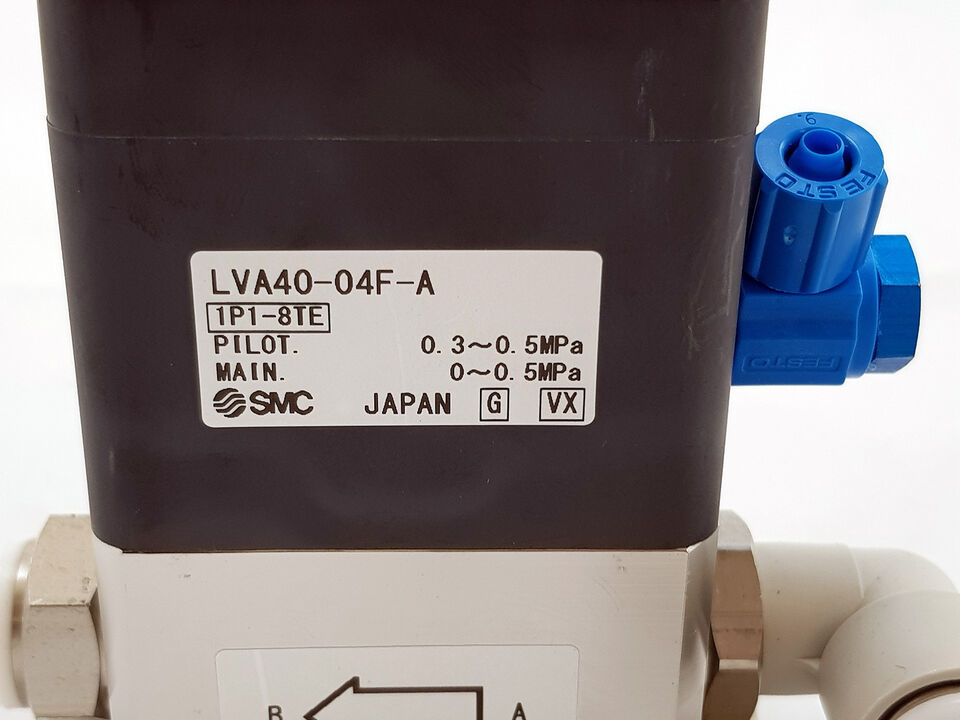 LVA40-04F-A
1P1-8TE
PILOT. 0.3~0.5MPa
MAIN. 0~0.5MPa
SMC JAPAN G VX
FESTO
FESTO
B A